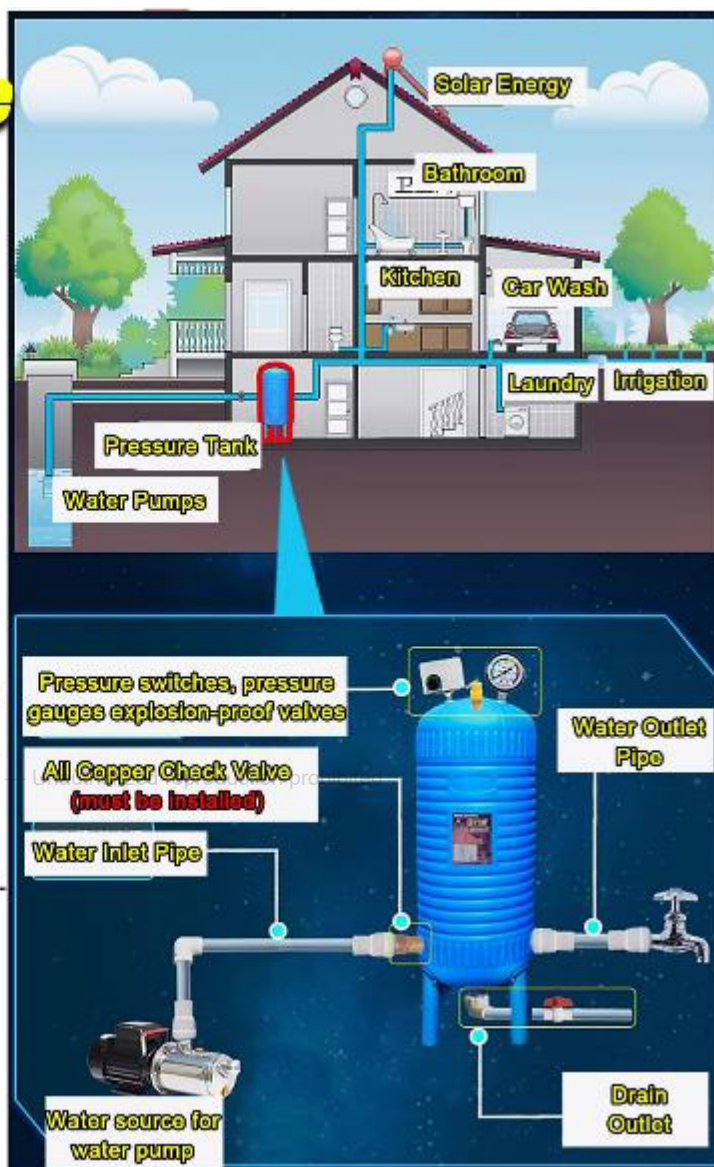 Solar Energy
Bathroom
Kitchen
Car Wash
Laundry
Irrigation
Pressure Tank
Water Pumps
Pressure switches, pressure
gauges explosion-proof valves
Water Outlet
Pipe
All Copper Check Valve
(must be installed)
Water Inlet Pipe
Water source for
water pump
Drain
Outlet